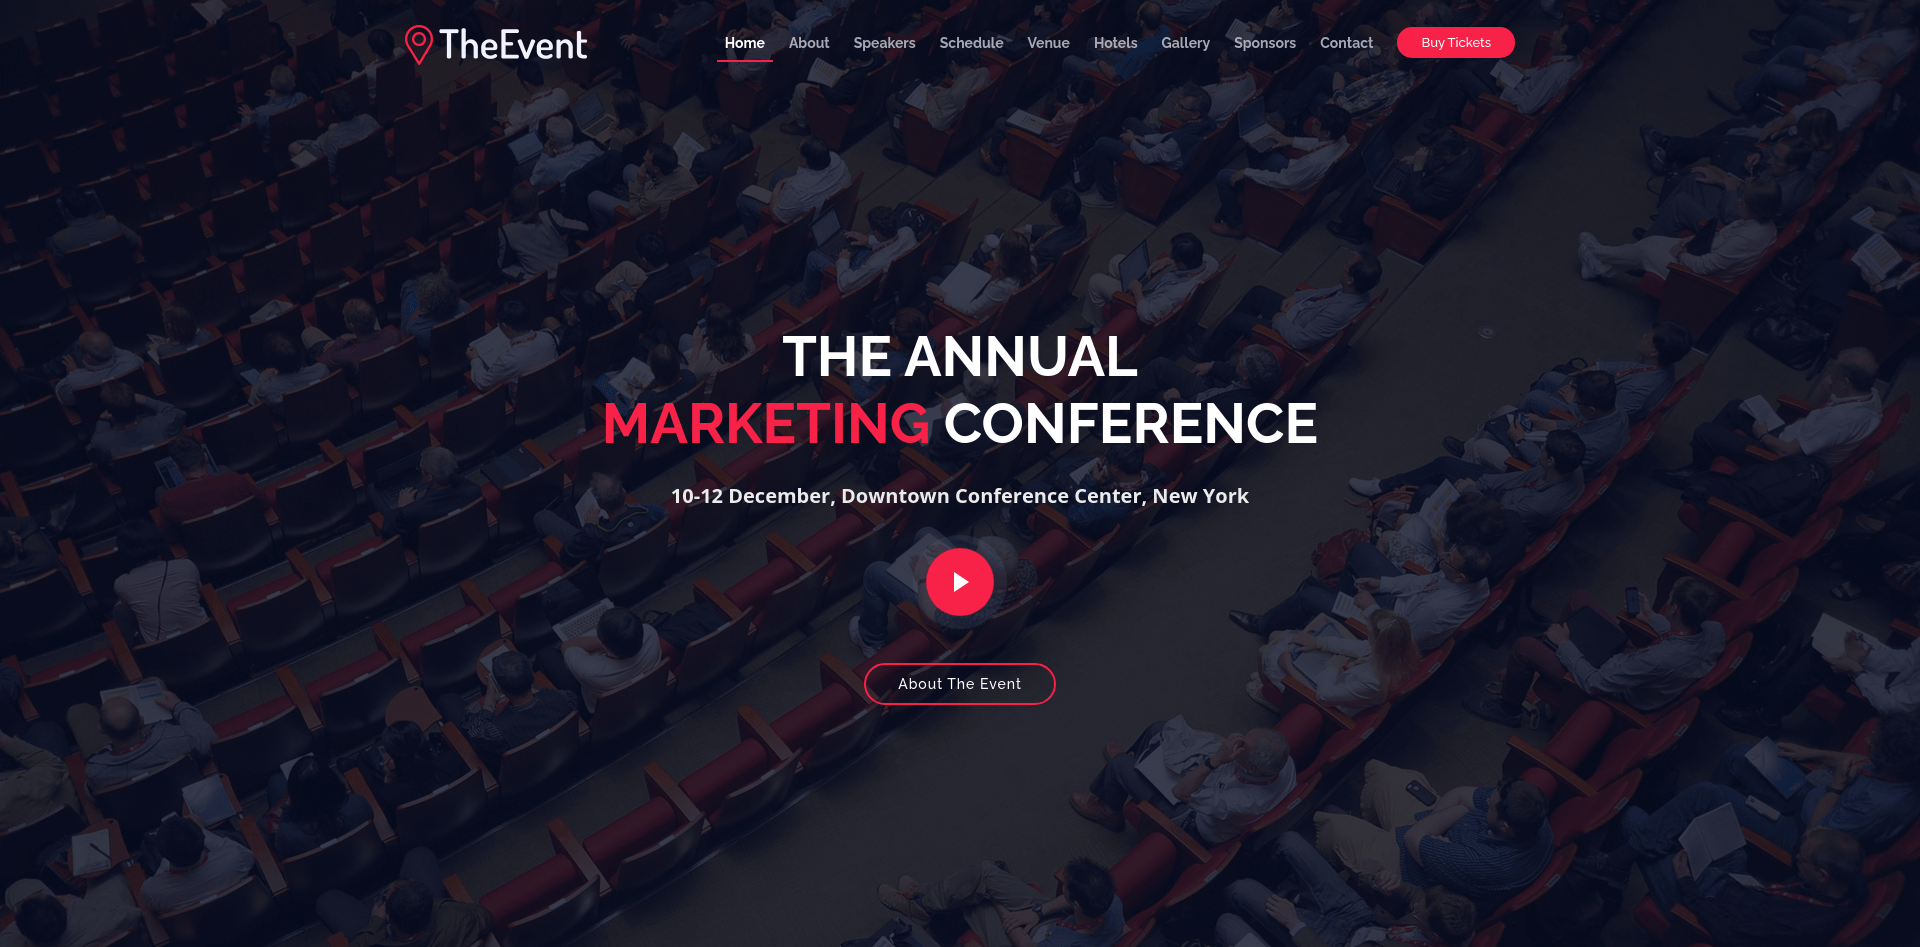 TheEvent
Home About Speakers Schedule Venue Hotels Gallery Sponsors Contact Buy Tickets
THE ANNUAL
MARKETING CONFERENCE
10-12 December, Downtown Conference Center, New York
About The Event